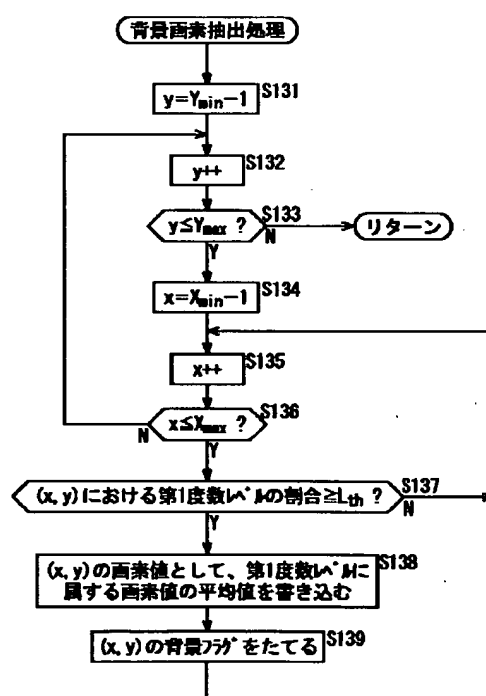 背景画素抽出処理
y=Ymin−1
S131
y++
S132
y≦Ymax ?
S133
N
リターン
Y
x=Xmin−1
S134
x++
S135
x≦Xmax ?
S136
N
Y
(x, y)における第1度数ﾚﾍﾞﾙの割合≧Lth ?
S137
N
Y
(x, y)の画素値として、第1度数ﾚﾍﾞﾙに
属する画素値の平均値を書き込む
S138
(x, y)の背景ﾌﾗｸﾞをたてる
S139